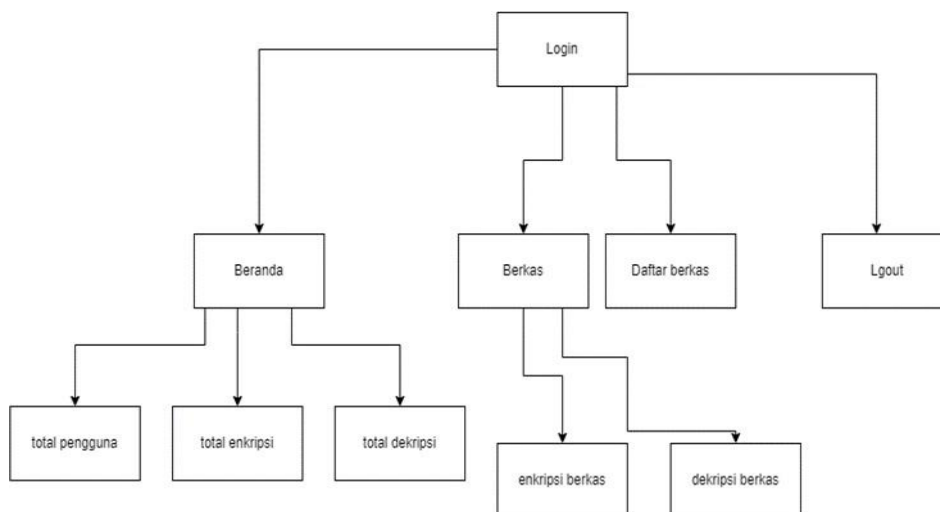 Login
Beranda
Berkas
Daftar berkas
Lgout
total pengguna
total enkripsi
total dekripsi
enkripsi berkas
dekripsi berkas